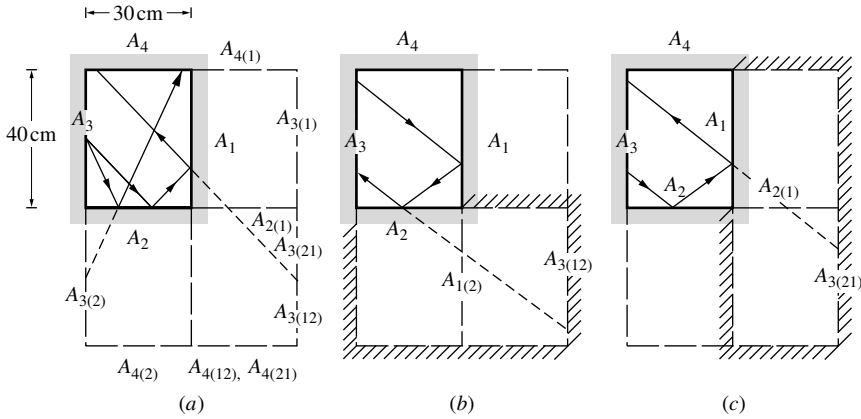 30 cm
A4 A4(1) A4 A4
40 cm
A3 A3(1) A1 A3 A1 A3 A1
A2 A2(1) A2 A2 A2(1)
A3(2) A3(21) A1(2) A3(12) A3(21)
A3(12)
A4(2) A4(12), A4(21)
(a) (b) (c)